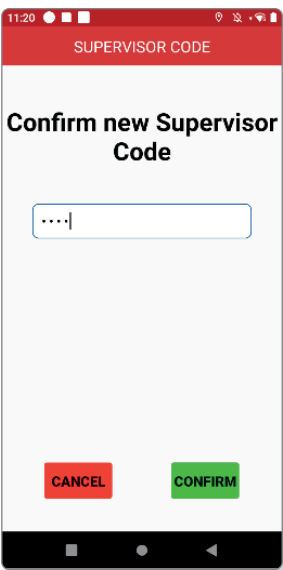 11:20
SUPERVISOR CODE
Confirm new Supervisor
Code
••••
CANCEL
CONFIRM